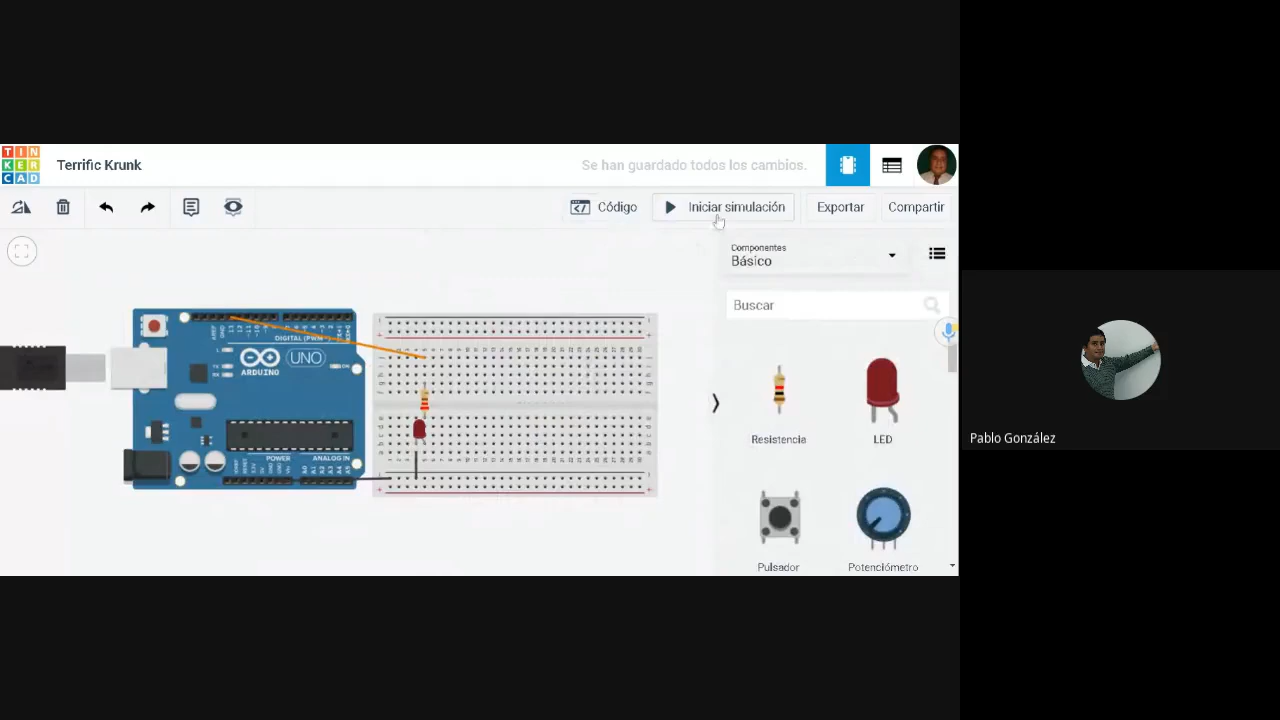 TIN
KER
CAD
Terrific Krunk
Se han guardado todos los cambios.
Código
Iniciar simulación
Exportar
Compartir
Componentes
Básico
Buscar
Resistencia
LED
Pulsador
Potenciómetro
DIGITAL (PWM
UNO
ARDUINO
POWER
ANALOG IN
Pablo González